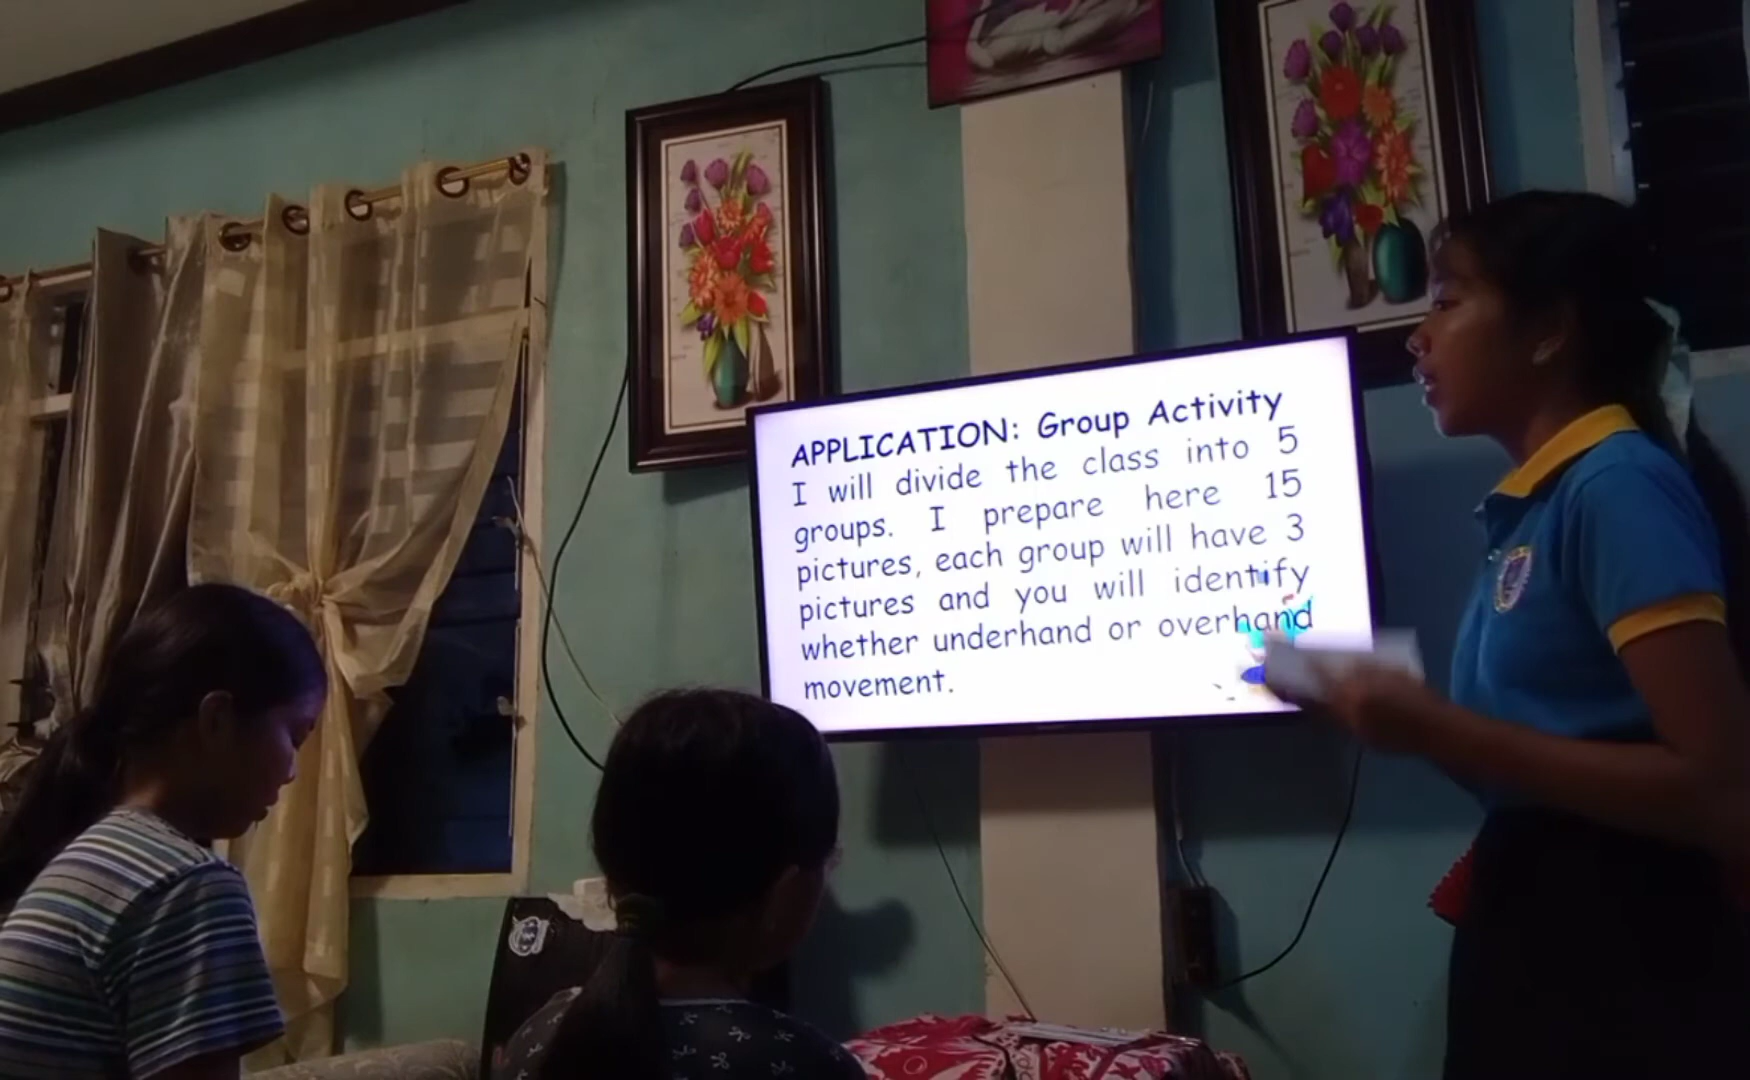 APPLICATION: Group Activity
I will divide the class into 5
groups. I prepare here 15
pictures, each group will have 3
pictures and you will identify
whether underhand or overhand
movement.